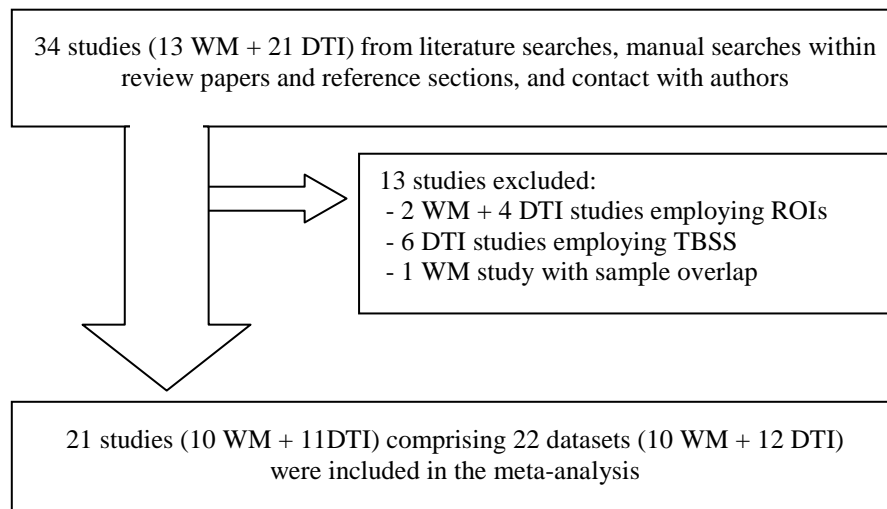 34 studies (13 WM + 21 DTI) from literature searches, manual searches within
review papers and reference sections, and contact with authors
13 studies excluded:
- 2 WM + 4 DTI studies employing ROIs
- 6 DTI studies employing TBSS
- 1 WM study with sample overlap
21 studies (10 WM + 11DTI) comprising 22 datasets (10 WM + 12 DTI)
were included in the meta-analysis